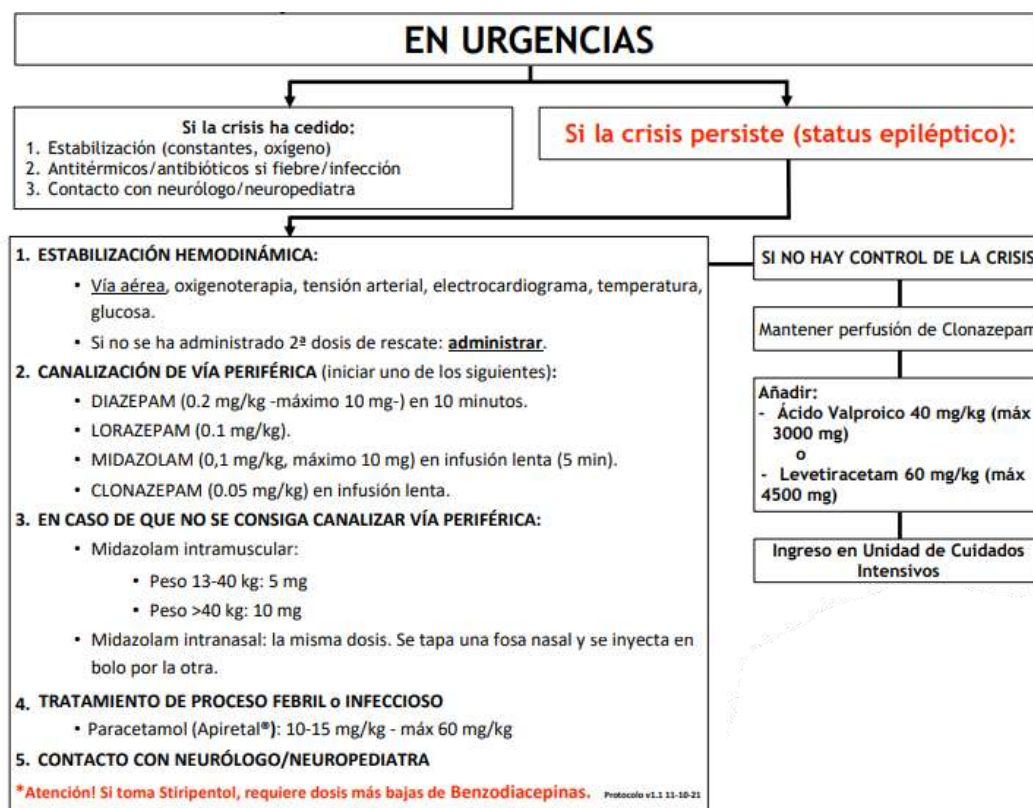 EN URGENCIAS
Si la crisis ha cedido:
1. Estabilización (constantes, oxígeno)
2. Antitérmicos/antibióticos si fiebre/infección
3. Contacto con neurólogo/neuropediatra
Si la crisis persiste (status epiléptico):
1. ESTABILIZACIÓN HEMODINÁMICA:
• Vía aérea, oxigenoterapia, tensión arterial, electrocardiograma, temperatura,
glucosa.
• Si no se ha administrado 2ª dosis de rescate: administrar.
2. CANALIZACIÓN DE VÍA PERIFÉRICA (iniciar uno de los siguientes):
• DIAZEPAM (0.2 mg/kg -máximo 10 mg-) en 10 minutos.
• LORAZEPAM (0.1 mg/kg).
• MIDAZOLAM (0,1 mg/kg, máximo 10 mg) en infusión lenta (5 min).
• CLONAZEPAM (0.05 mg/kg) en infusión lenta.
3. EN CASO DE QUE NO SE CONSIGA CANALIZAR VÍA PERIFÉRICA:
• Midazolam intramuscular:
• Peso 13-40 kg: 5 mg
• Peso >40 kg: 10 mg
• Midazolam intranasal: la misma dosis. Se tapa una fosa nasal y se inyecta en
bolo por la otra.
4. TRATAMIENTO DE PROCESO FEBRIL o INFECCIOSO
• Paracetamol (Apiretal®): 10-15 mg/kg - máx 60 mg/kg
5. CONTACTO CON NEURÓLOGO/NEUROPEDIATRA
*Atención! Si toma Stiripentol, requiere dosis más bajas de Benzodiacepinas. Protocolo v1.1 11-10-21
SI NO HAY CONTROL DE LA CRISIS
Mantener perfusión de Clonazepam
Añadir:
- Ácido Valproico 40 mg/kg (máx
3000 mg)
o
- Levetiracetam 60 mg/kg (máx
4500 mg)
Ingreso en Unidad de Cuidados
Intensivos